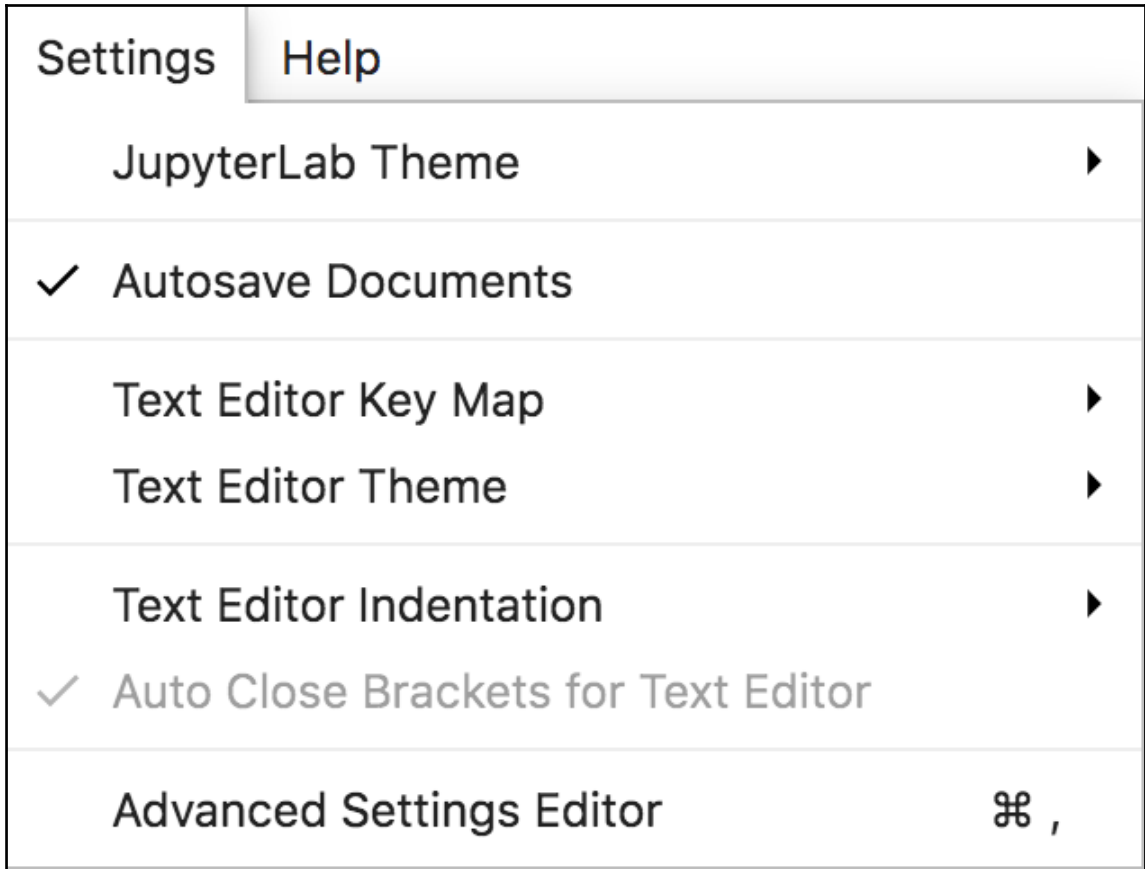 Settings Help
JupyterLab Theme
Autosave Documents
Text Editor Key Map
Text Editor Theme
Text Editor Indentation
Auto Close Brackets for Text Editor
Advanced Settings Editor ⌘ ,